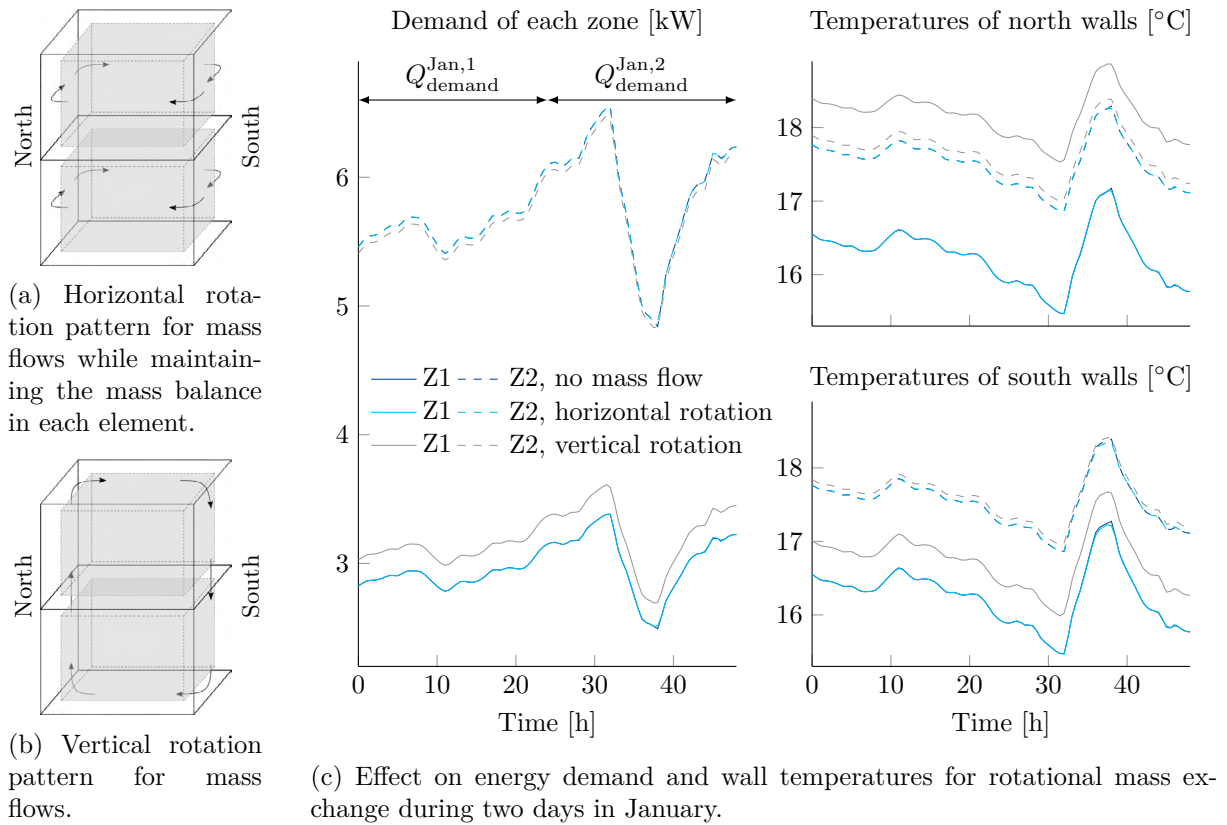 North
South
(a) Horizontal rota-
tion pattern for mass
flows while maintain-
ing the mass balance
in each element.
North
South
(b) Vertical rotation
pattern for mass
flows.
Demand of each zone [kW]
Q^{Jan,1}_{demand} Q^{Jan,2}_{demand}
6
5
4
3
Z1 Z2, no mass flow
Z1 Z2, horizontal rotation
Z1 Z2, vertical rotation
0 10 20 30 40
Time [h]
Temperatures of north walls [°C]
18
17
16
Temperatures of south walls [°C]
18
17
16
0 10 20 30 40
Time [h]
(c) Effect on energy demand and wall temperatures for rotational mass ex-
change during two days in January.